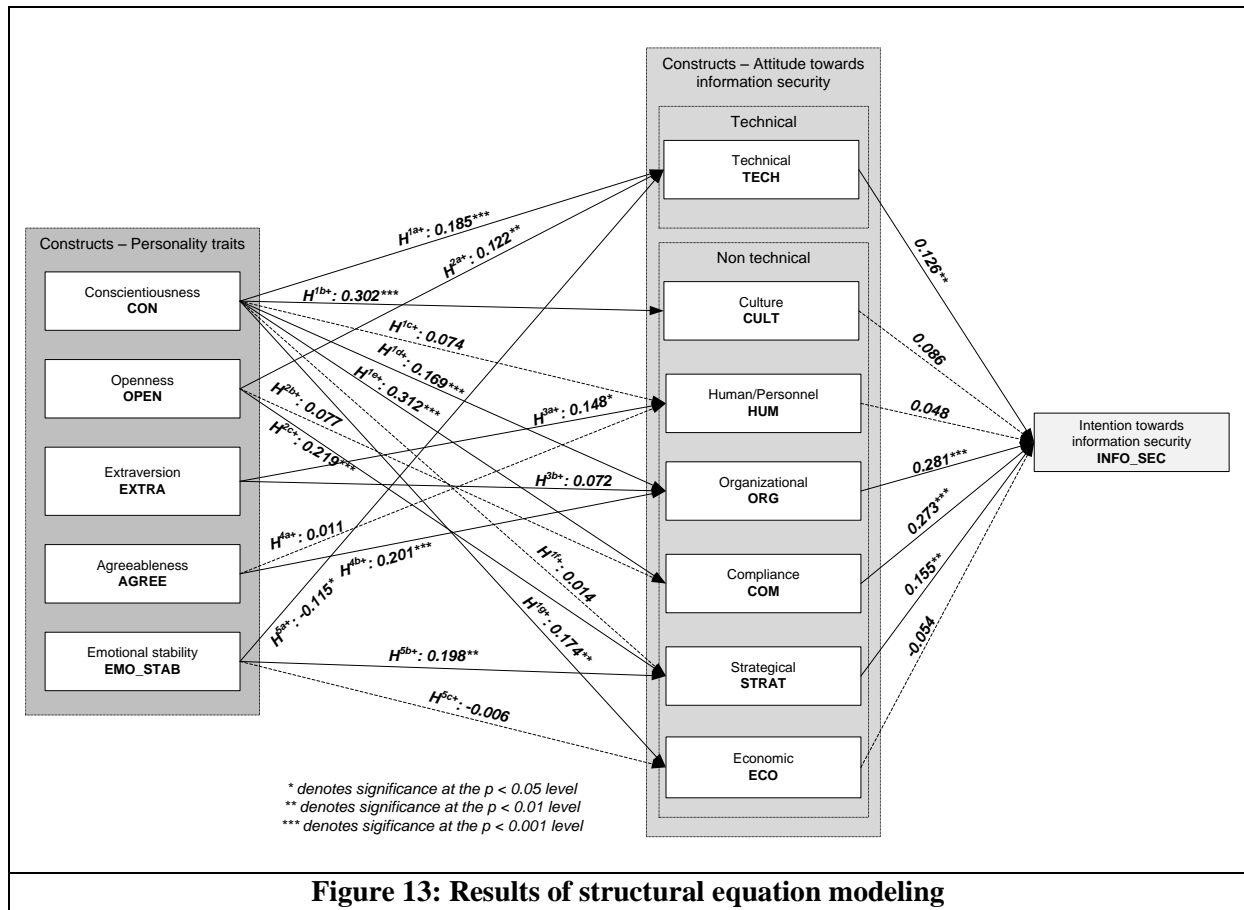 Constructs – Attitude towards
information security
Technical
Technical
TECH
Constructs – Personality traits
Conscientiousness
CON
Openness
OPEN
Extraversion
EXTRA
Agreeableness
AGREE
Emotional stability
EMO_STAB
Non technical
Culture
CULT
Human/Personnel
HUM
Organizational
ORG
Compliance
COM
Strategical
STRAT
Economic
ECO
Intention towards
information security
INFO_SEC
H1a+: 0.185***
H2a+: 0.122**
H1b+: 0.302***
H1c+: 0.074
H1d+: 0.169***
H1e+: 0.312***
H2b+: 0.077
H2c+: 0.219***
H3a+: 0.148*
H3b+: 0.072
H4a+: 0.011
H4b+: 0.201***
H1f+: 0.014
H5a+: -0.115*
H1g+: 0.174**
H5b+: 0.198**
H5c+: -0.006
0.126**
0.086
0.048
0.281***
0.273***
0.155**
-0.054
* denotes significance at the p < 0.05 level
** denotes significance at the p < 0.01 level
*** denotes sigificance at the p < 0.001 level
Figure 13: Results of structural equation modeling